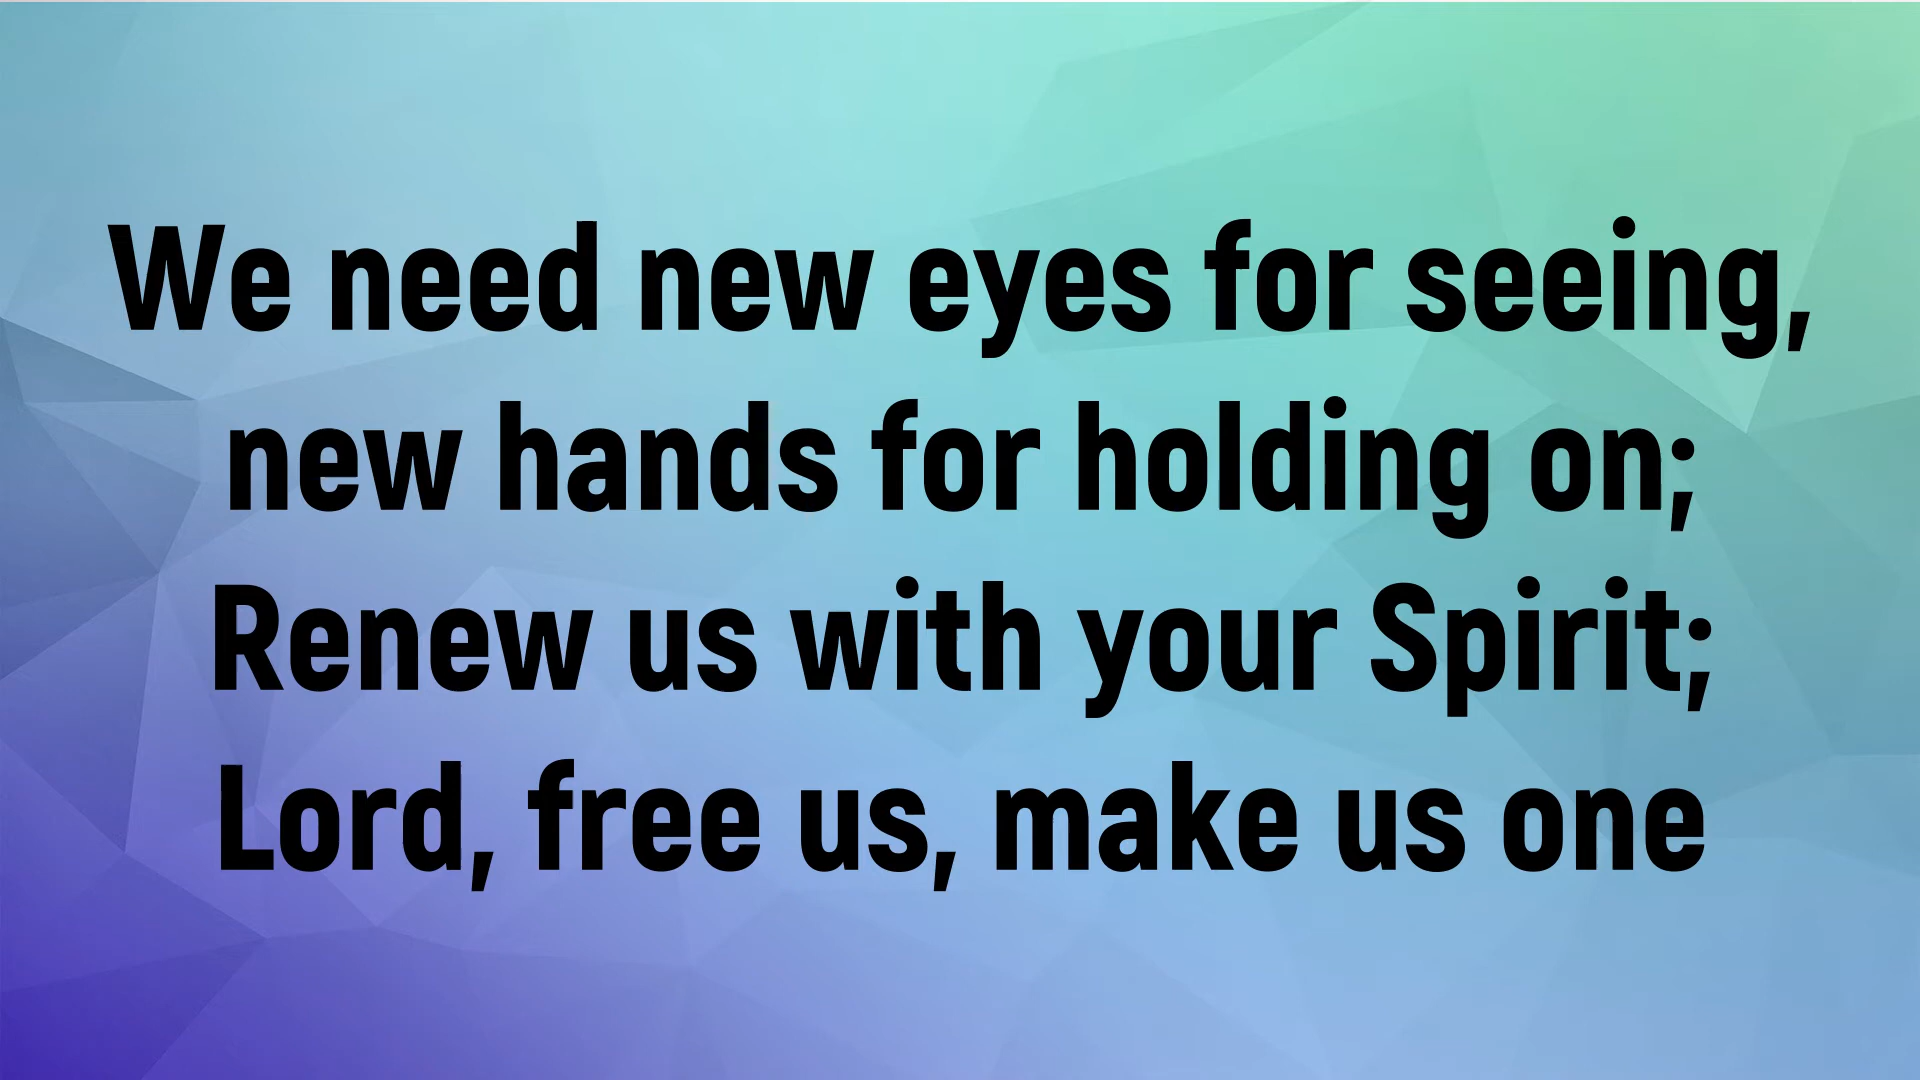 We need new eyes for seeing,
new hands for holding on;
Renew us with your Spirit;
Lord, free us, make us one